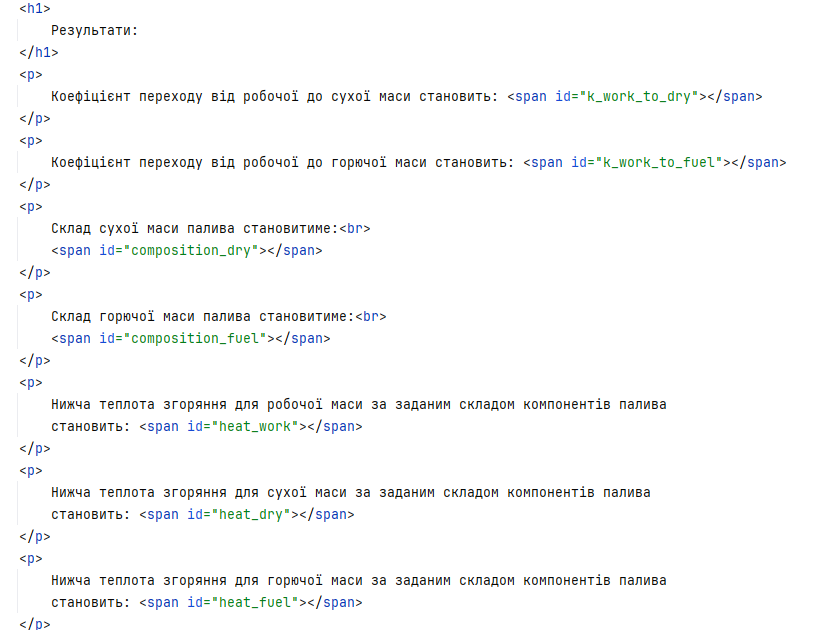 <h1>
Результати:
</h1>
<p>
Коефіцієнт переходу від робочої до сухої маси становить: <span id="k_work_to_dry"></span>
</p>
<p>
Коефіцієнт переходу від робочої до горючої маси становить: <span id="k_work_to_fuel"></span>
</p>
<p>
Склад сухої маси палива становитиме:<br>
<span id="composition_dry"></span>
</p>
<p>
Склад горючої маси палива становитиме:<br>
<span id="composition_fuel"></span>
</p>
<p>
Нижча теплота згоряння для робочої маси за заданим складом компонентів палива
становить: <span id="heat_work"></span>
</p>
<p>
Нижча теплота згоряння для сухої маси за заданим складом компонентів палива
становить: <span id="heat_dry"></span>
</p>
<p>
Нижча теплота згоряння для горючої маси за заданим складом компонентів палива
становить: <span id="heat_fuel"></span>
</p>